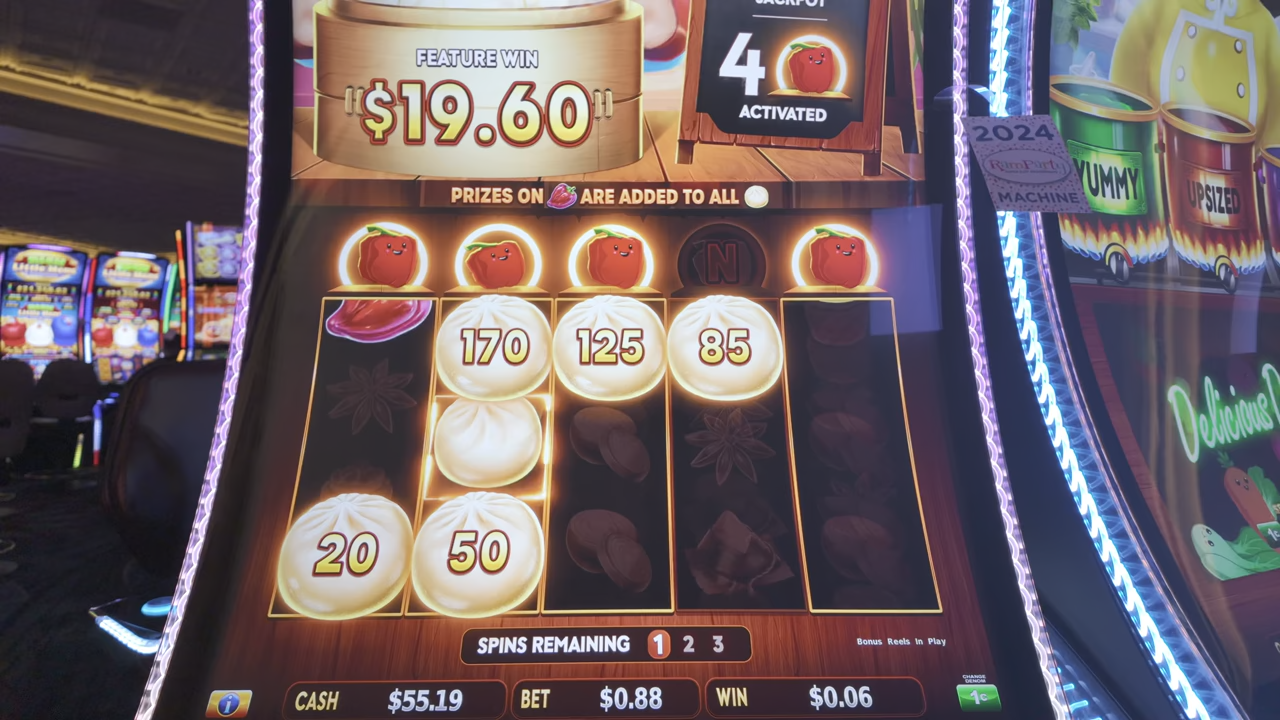 JACKPOT
FEATURE WIN
$19.60
4
ACTIVATED
2024
RamPart
MACHINE
YUMMY
UPSIZED
PRIZES ON ARE ADDED TO ALL
N
170
125
85
20
50
Delicious
SPINS REMAINING 1 2 3
Bonus Reels In Play
CASH $55.19 BET $0.88 WIN $0.06
CHANGE
DENOM
1¢